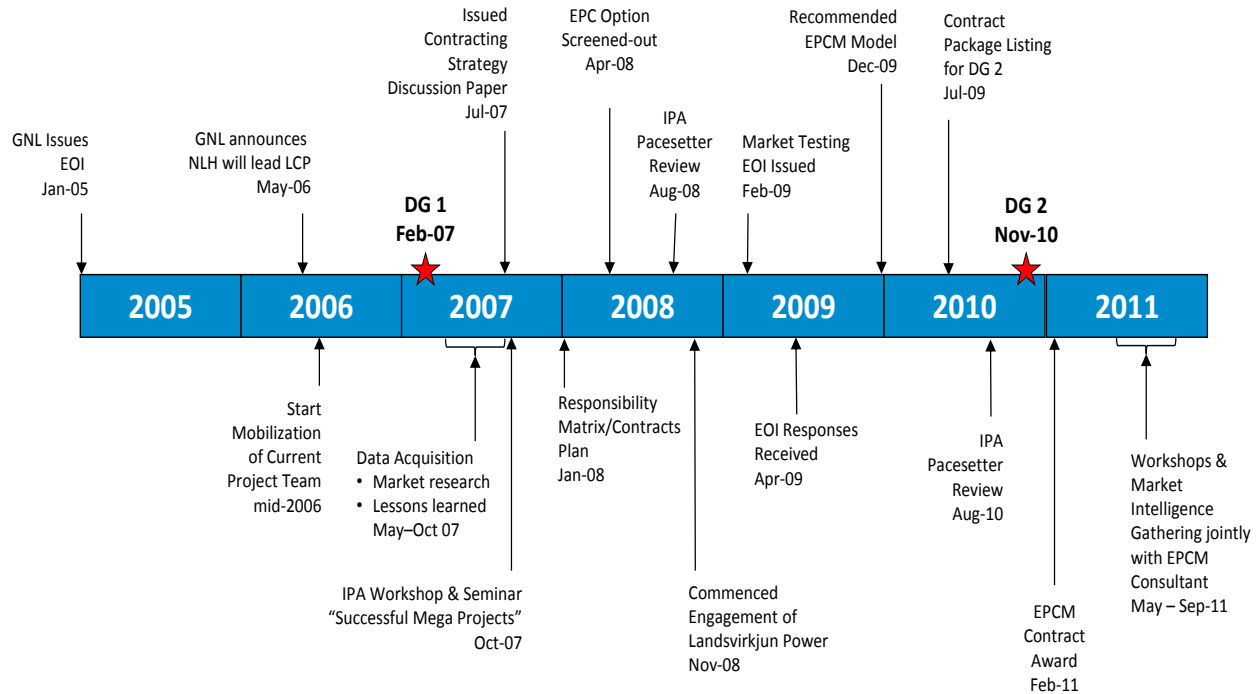 GNL Issues
EOI
Jan-05
GNL announces
NLH will lead LCP
May-06
DG 1
Feb-07
Issued
Contracting
Strategy
Discussion Paper
Jul-07
EPC Option
Screened-out
Apr-08
IPA
Pacesetter
Review
Aug-08
Market Testing
EOI Issued
Feb-09
Recommended
EPCM Model
Dec-09
Contract
Package Listing
for DG 2
Jul-09
DG 2
Nov-10
2005
2006
2007
2008
2009
2010
2011
Start
Mobilization
of Current
Project Team
mid-2006
Data Acquisition
• Market research
• Lessons learned
May–Oct 07
IPA Workshop & Seminar
“Successful Mega Projects”
Oct-07
Responsibility
Matrix/Contracts
Plan
Jan-08
Commenced
Engagement of
Landsvirkjun Power
Nov-08
EOI Responses
Received
Apr-09
IPA
Pacesetter
Review
Aug-10
EPCM
Contract
Award
Feb-11
Workshops &
Market
Intelligence
Gathering jointly
with EPCM
Consultant
May – Sep-11